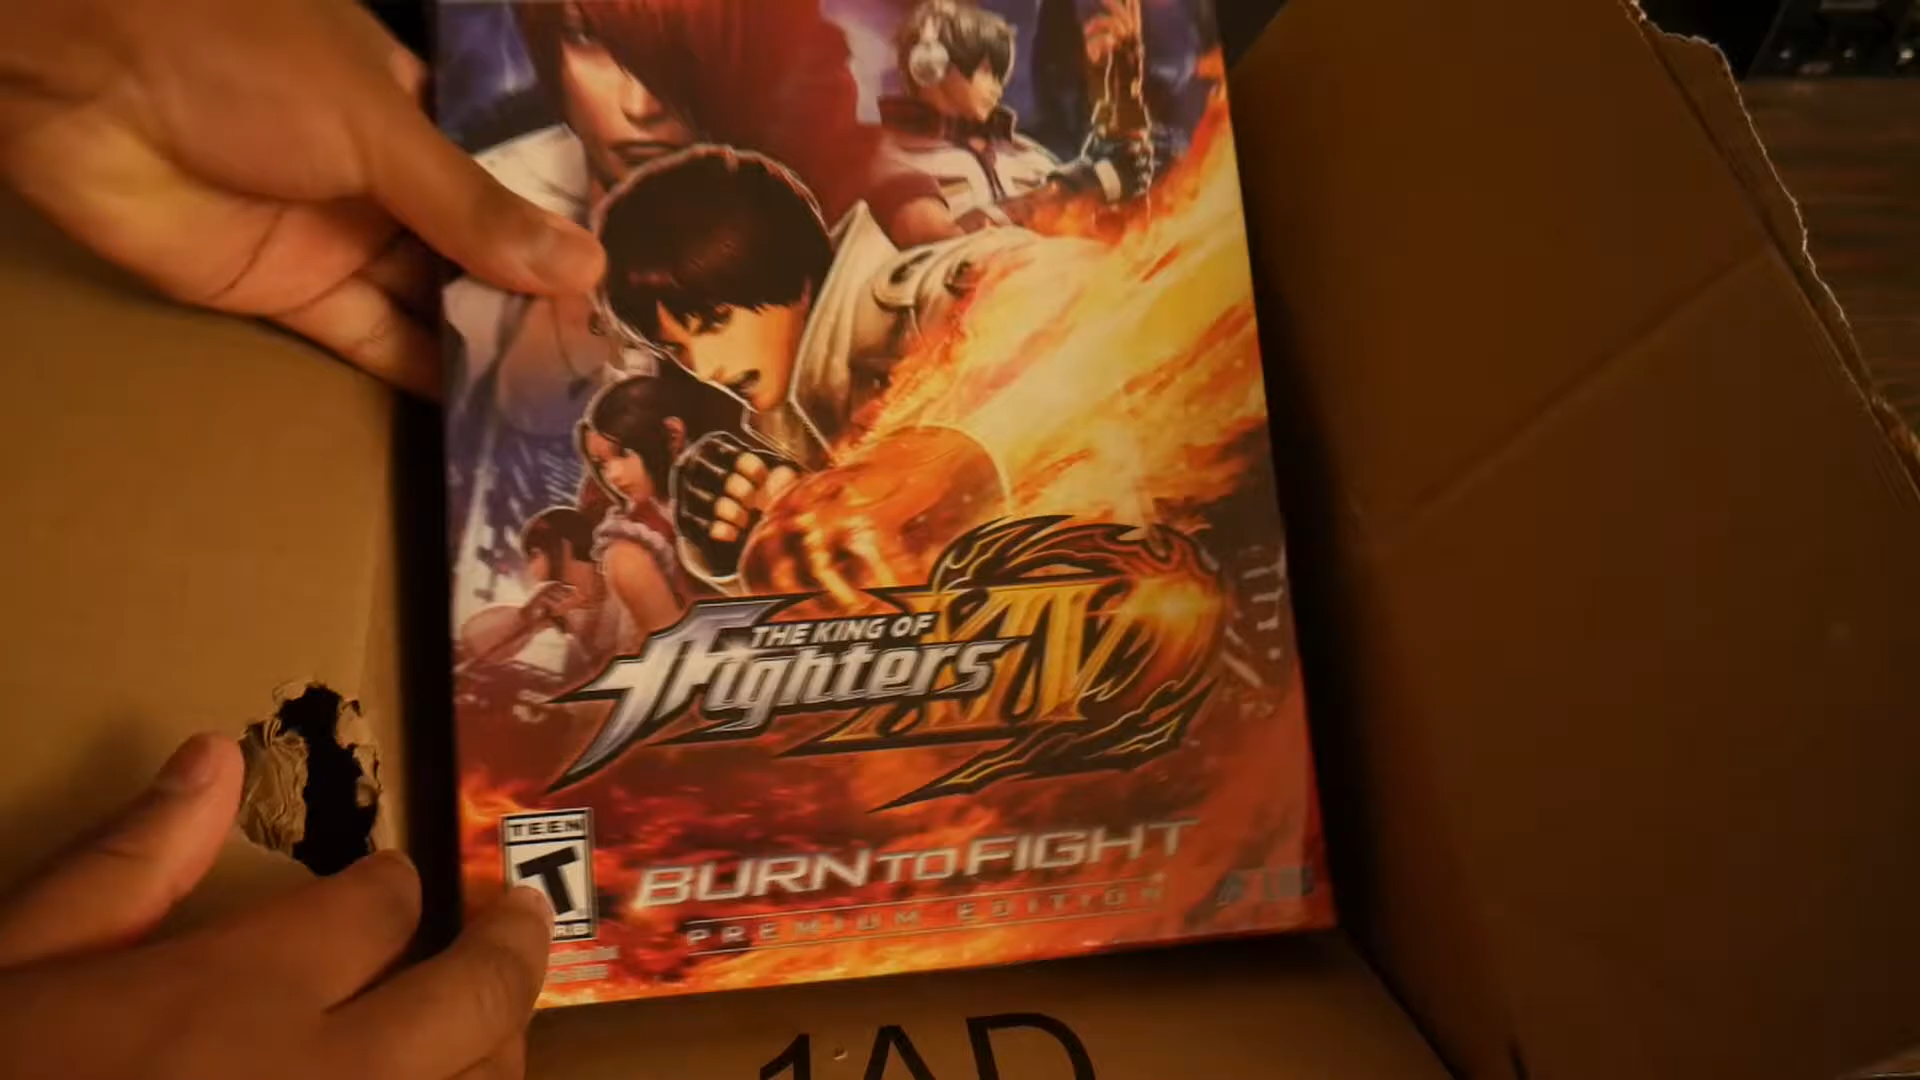 THE KING OF
Fighters XIV
TEEN
T
BURN TO FIGHT
PREMIUM EDITION
1AD